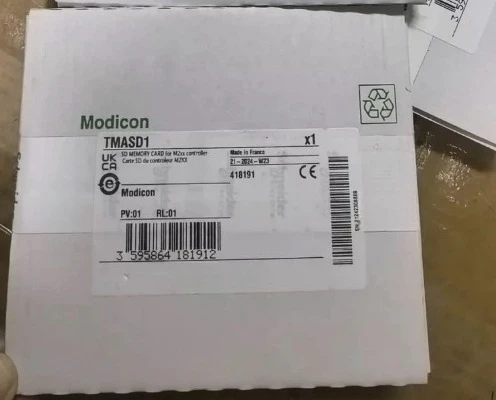 Modicon
TMASD1 x1
SD MEMORY CARD for M2xx controller
Carte SD du controleur M2XX
Made in France
21-2024-W23
418191
UK
CA
CE
Modicon
PV:01 RL:01
3 595864 181912